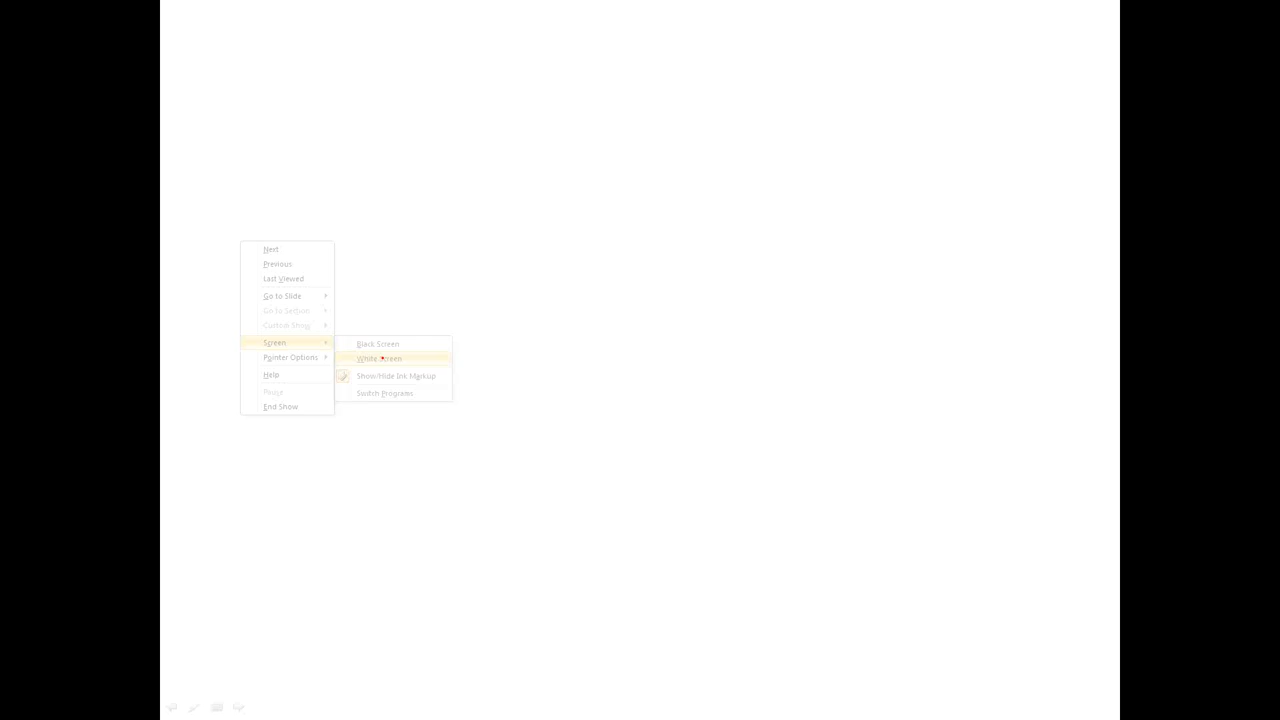 Next
Previous
Last Viewed
Go to Slide
Go to Section
Custom Show
Screen
Pointer Options
Help
Pause
End Show
Black Screen
White Screen
Show/Hide Ink Markup
Switch Programs